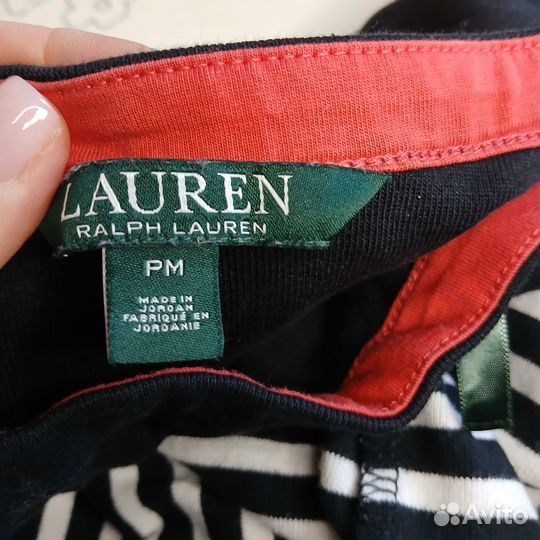 LAUREN
RALPH LAUREN
PM
MADE IN
JORDAN
FABRIQUÉ EN
JORDANIE
Avito